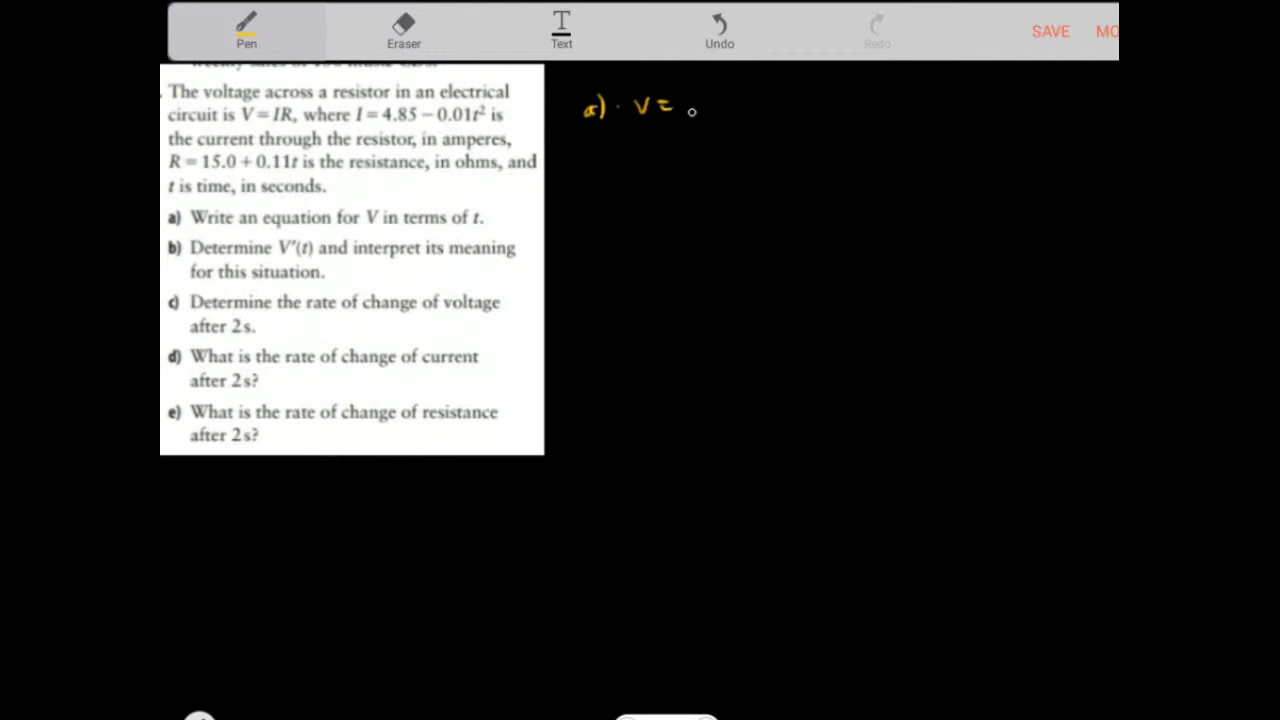 Pen Eraser Text Undo Redo SAVE MO
The voltage across a resistor in an electrical
circuit is V = IR, where I = 4.85 – 0.01t² is
the current through the resistor, in amperes,
R = 15.0 + 0.11t is the resistance, in ohms, and
t is time, in seconds.
a) Write an equation for V in terms of t.
b) Determine V'(t) and interpret its meaning
for this situation.
c) Determine the rate of change of voltage
after 2 s.
d) What is the rate of change of current
after 2 s?
e) What is the rate of change of resistance
after 2 s?
a) · V =